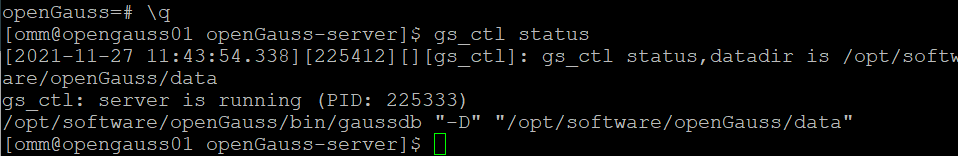 openGauss=# \q
[omm@opengauss01 openGauss-server]$ gs_ctl status
[2021-11-27 11:43:54.338][225412][][gs_ctl]: gs_ctl status,datadir is /opt/softw
are/openGauss/data
gs_ctl: server is running (PID: 225333)
/opt/software/openGauss/bin/gaussdb "-D" "/opt/software/openGauss/data"
[omm@opengauss01 openGauss-server]$